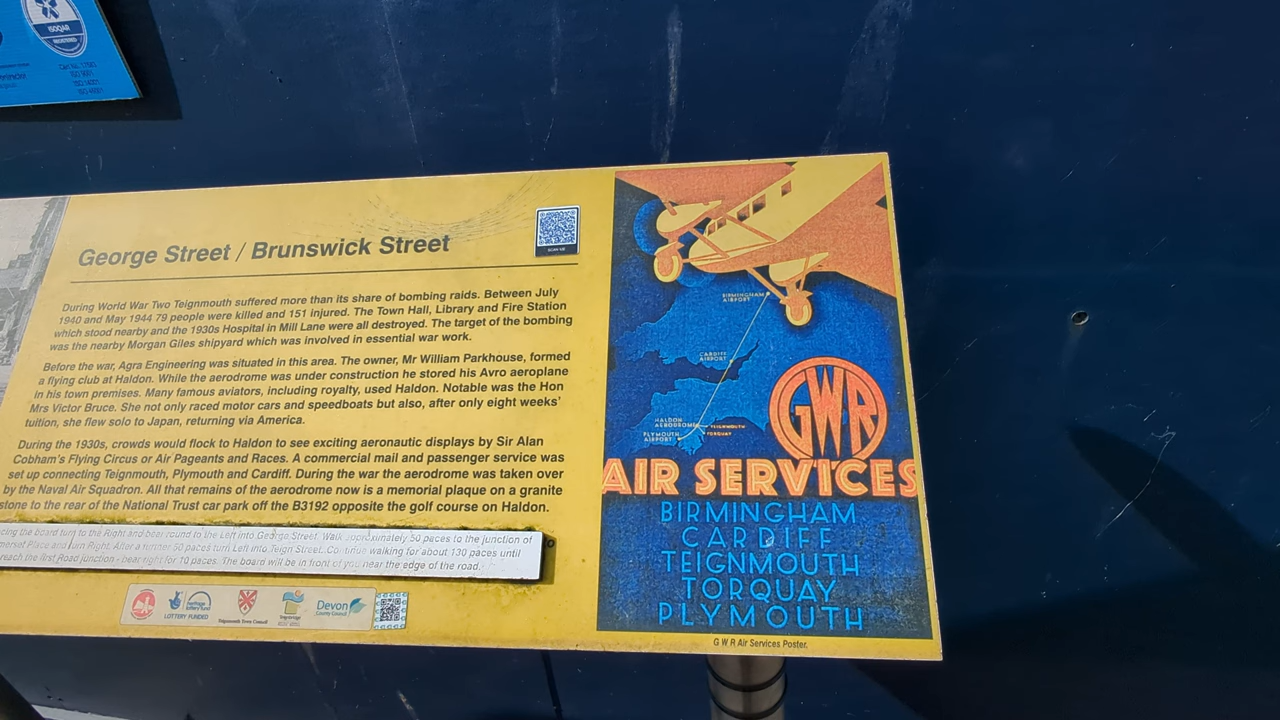 ISOQAR
REGISTERED
ISO 9001
ISO 14001
ISO 45001
George Street / Brunswick Street
SCAN ME
During World War Two Teignmouth suffered more than its share of bombing raids. Between July
1940 and May 1944 79 people were killed and 151 injured. The Town Hall, Library and Fire Station
which stood nearby and the 1930s Hospital in Mill Lane were all destroyed. The target of the bombing
was the nearby Morgan Giles shipyard which was involved in essential war work.
Before the war, Agra Engineering was situated in this area. The owner, Mr William Parkhouse, formed
a flying club at Haldon. While the aerodrome was under construction he stored his Avro aeroplane
in his town premises. Many famous aviators, including royalty, used Haldon. Notable was the Hon
Mrs Victor Bruce. She not only raced motor cars and speedboats but also, after only eight weeks'
tuition, she flew solo to Japan, returning via America.
During the 1930s, crowds would flock to Haldon to see exciting aeronautic displays by Sir Alan
Cobham's Flying Circus or Air Pageants and Races. A commercial mail and passenger service was
set up connecting Teignmouth, Plymouth and Cardiff. During the war the aerodrome was taken over
by the Naval Air Squadron. All that remains of the aerodrome now is a memorial plaque on a granite
stone to the rear of the National Trust car park off the B3192 opposite the golf course on Haldon.
the board turn to the Right and bear round to the Left into George Street. Walk approximately 50 paces to the junction of
Place and turn Right. After a further 50 paces turn Left into Teign Street. Continue walking for about 130 paces until
reach the first Road junction - bear right for 10 paces. The board will be in front of you near the edge of the road.
heritage
lottery fund
LOTTERY FUNDED
Teignmouth Town Council
Teignbridge
Devon
County Council
BIRMINGHAM
AIRPORT
CARDIFF
AIRPORT
HALDON
AERODROME
TEIGNMOUTH
TORQUAY
PLYMOUTH
AIRPORT
GWR
AIR SERVICES
BIRMINGHAM
CARDIFF
TEIGNMOUTH
TORQUAY
PLYMOUTH
G W R Air Services Poster.